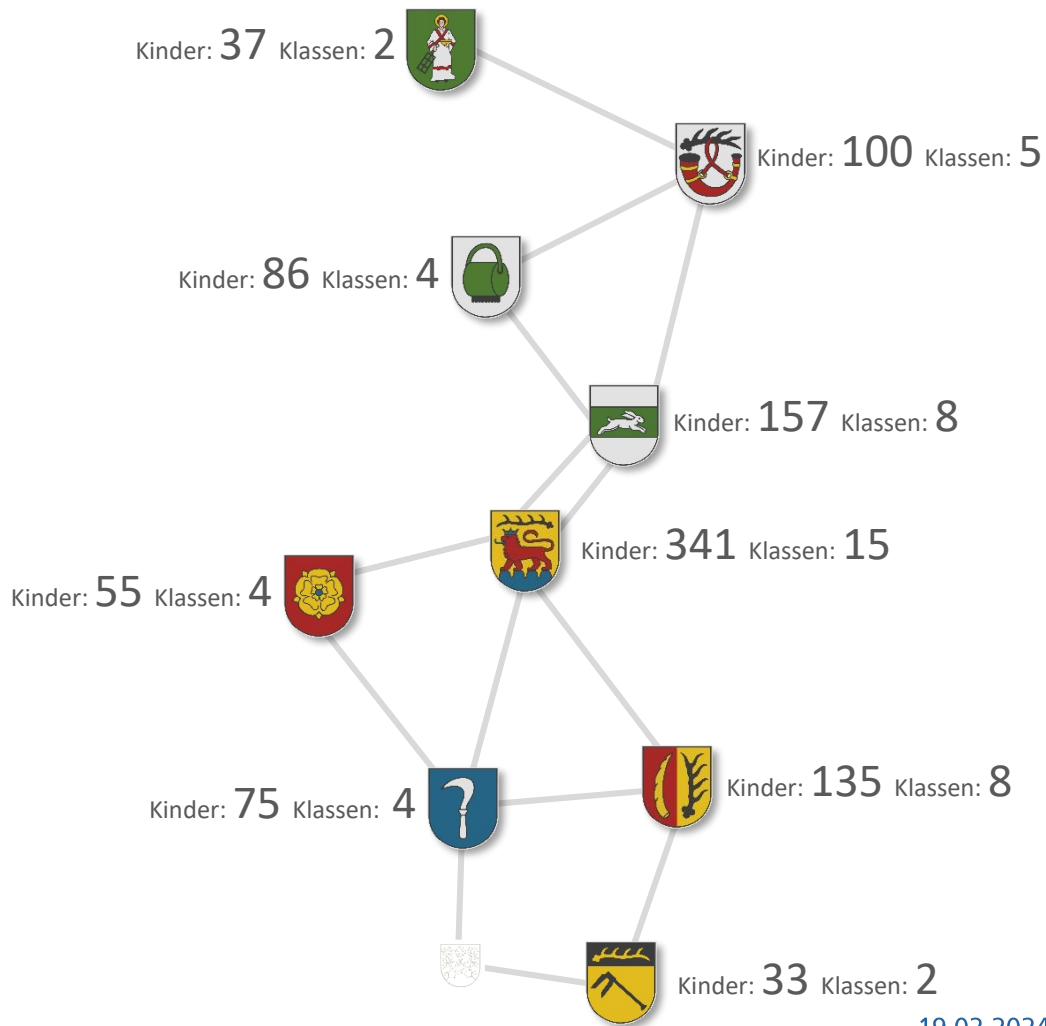 Kinder: 37 Klassen: 2
Kinder: 100 Klassen: 5
Kinder: 86 Klassen: 4
Kinder: 157 Klassen: 8
Kinder: 341 Klassen: 15
Kinder: 55 Klassen: 4
Kinder: 135 Klassen: 8
Kinder: 75 Klassen: 4
Kinder: 33 Klassen: 2